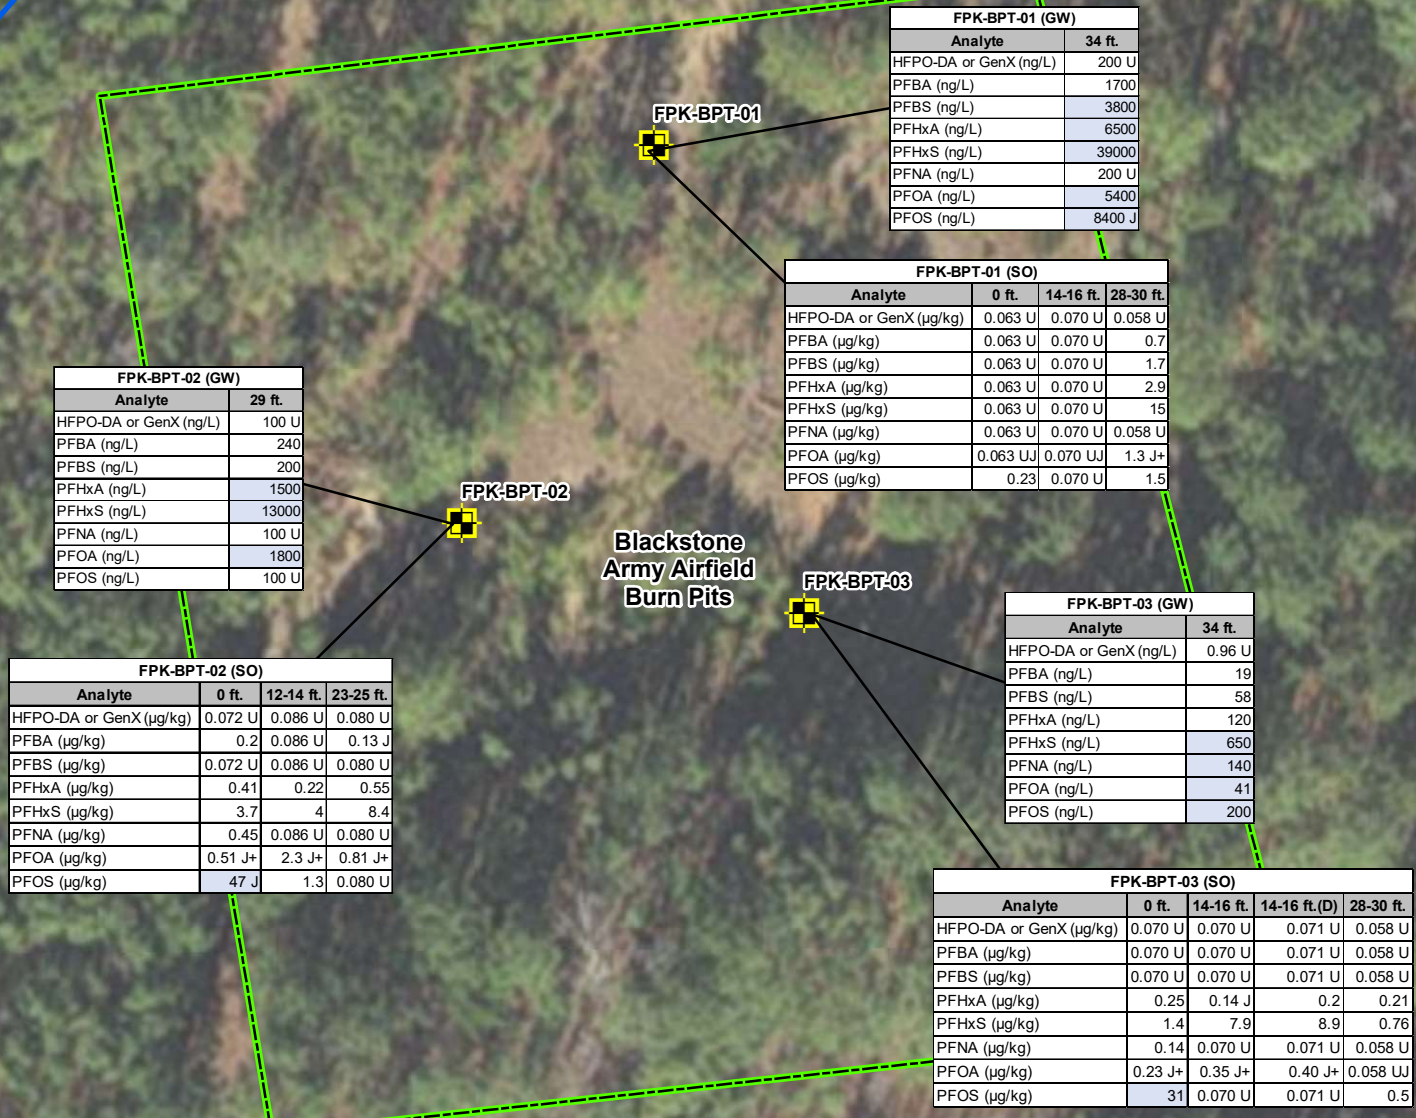 FPK-BPT-01 (GW)
Analyte 34 ft.
HFPO-DA or GenX (ng/L) 200 U
PFBA (ng/L) 1700
PFBS (ng/L) 3800
PFHxA (ng/L) 6500
PFHxS (ng/L) 39000
PFNA (ng/L) 200 U
PFOA (ng/L) 5400
PFOS (ng/L) 8400 J
FPK-BPT-01
FPK-BPT-01 (SO)
Analyte 0 ft. 14-16 ft. 28-30 ft.
HFPO-DA or GenX (µg/kg) 0.063 U 0.070 U 0.058 U
PFBA (µg/kg) 0.063 U 0.070 U 0.7
PFBS (µg/kg) 0.063 U 0.070 U 1.7
PFHxA (µg/kg) 0.063 U 0.070 U 2.9
PFHxS (µg/kg) 0.063 U 0.070 U 15
PFNA (µg/kg) 0.063 U 0.070 U 0.058 U
PFOA (µg/kg) 0.063 UJ 0.070 UJ 1.3 J+
PFOS (µg/kg) 0.23 0.070 U 1.5
FPK-BPT-02 (GW)
Analyte 29 ft.
HFPO-DA or GenX (ng/L) 100 U
PFBA (ng/L) 240
PFBS (ng/L) 200
PFHxA (ng/L) 1500
PFHxS (ng/L) 13000
PFNA (ng/L) 100 U
PFOA (ng/L) 1800
PFOS (ng/L) 100 U
FPK-BPT-02
Blackstone
Army Airfield
Burn Pits
FPK-BPT-03
FPK-BPT-03 (GW)
Analyte 34 ft.
HFPO-DA or GenX (ng/L) 0.96 U
PFBA (ng/L) 19
PFBS (ng/L) 58
PFHxA (ng/L) 120
PFHxS (ng/L) 650
PFNA (ng/L) 140
PFOA (ng/L) 41
PFOS (ng/L) 200
FPK-BPT-02 (SO)
Analyte 0 ft. 12-14 ft. 23-25 ft.
HFPO-DA or GenX (µg/kg) 0.072 U 0.086 U 0.080 U
PFBA (µg/kg) 0.2 0.086 U 0.13 J
PFBS (µg/kg) 0.072 U 0.086 U 0.080 U
PFHxA (µg/kg) 0.41 0.22 0.55
PFHxS (µg/kg) 3.7 4 8.4
PFNA (µg/kg) 0.45 0.086 U 0.080 U
PFOA (µg/kg) 0.51 J+ 2.3 J+ 0.81 J+
PFOS (µg/kg) 47 J 1.3 0.080 U
FPK-BPT-03 (SO)
Analyte 0 ft. 14-16 ft. 14-16 ft.(D) 28-30 ft.
HFPO-DA or GenX (µg/kg) 0.070 U 0.070 U 0.071 U 0.058 U
PFBA (µg/kg) 0.070 U 0.070 U 0.071 U 0.058 U
PFBS (µg/kg) 0.070 U 0.070 U 0.071 U 0.058 U
PFHxA (µg/kg) 0.25 0.14 J 0.2 0.21
PFHxS (µg/kg) 1.4 7.9 8.9 0.76
PFNA (µg/kg) 0.14 0.070 U 0.071 U 0.058 U
PFOA (µg/kg) 0.23 J+ 0.35 J+ 0.40 J+ 0.058 UJ
PFOS (µg/kg) 31 0.070 U 0.071 U 0.5